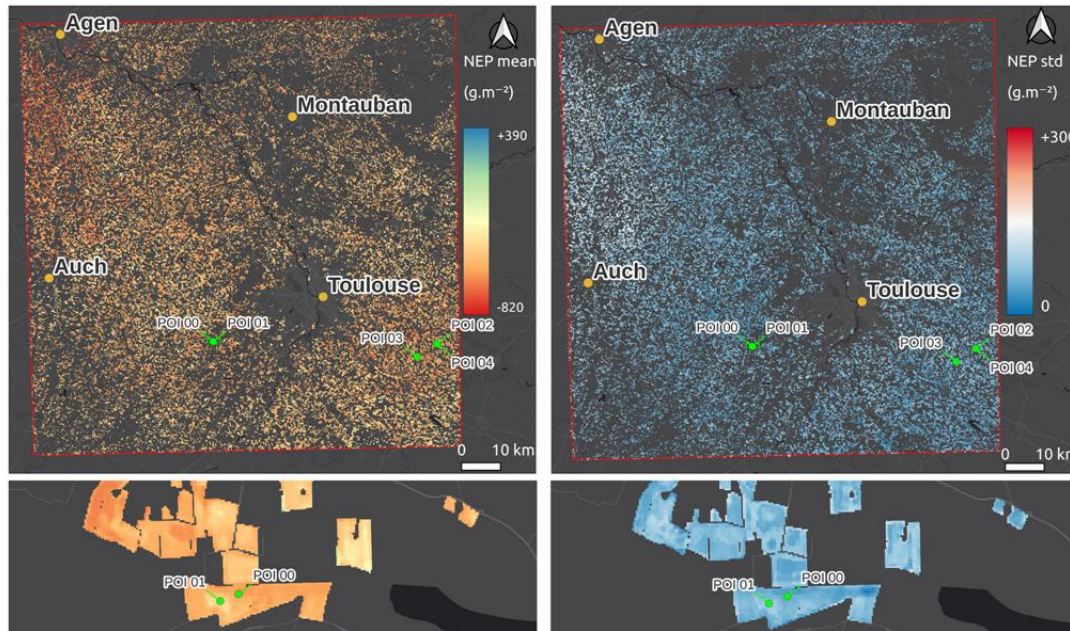 Agen
NEP mean
(g.m⁻²)
Montauban
+390
Auch
Toulouse
-820
POI 00
POI 01
POI 03
POI 02
POI 04
0 10 km
Agen
NEP std
(g.m⁻²)
Montauban
+300
Auch
Toulouse
0
POI 00
POI 01
POI 03
POI 02
POI 04
0 10 km
POI 01
POI 00
POI 01
POI 00